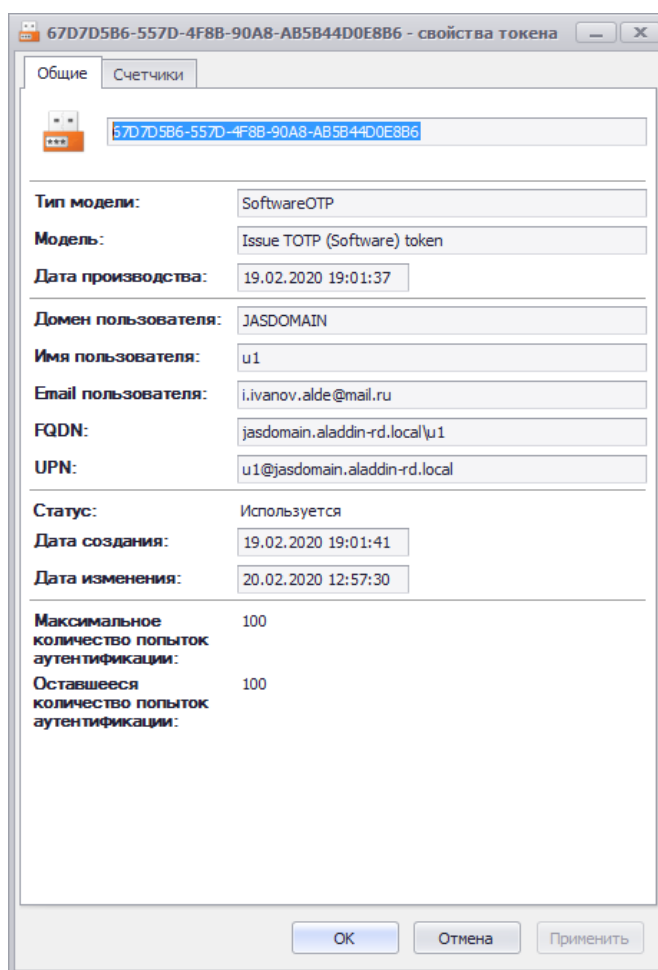 67D7D5B6-557D-4F8B-90A8-AB5B44D0E8B6 - свойства токена
Общие Счетчики
67D7D5B6-557D-4F8B-90A8-AB5B44D0E8B6
Тип модели: SoftwareOTP
Модель: Issue TOTP (Software) token
Дата производства: 19.02.2020 19:01:37
Домен пользователя: JASDOMAIN
Имя пользователя: u1
Email пользователя: i.ivanov.alde@mail.ru
FQDN: jasdomain.aladdin-rd.local\u1
UPN: u1@jasdomain.aladdin-rd.local
Статус: Используется
Дата создания: 19.02.2020 19:01:41
Дата изменения: 20.02.2020 12:57:30
Максимальное 100
количество попыток
аутентификации:
Оставшееся 100
количество попыток
аутентификации:
OK Отмена Применить